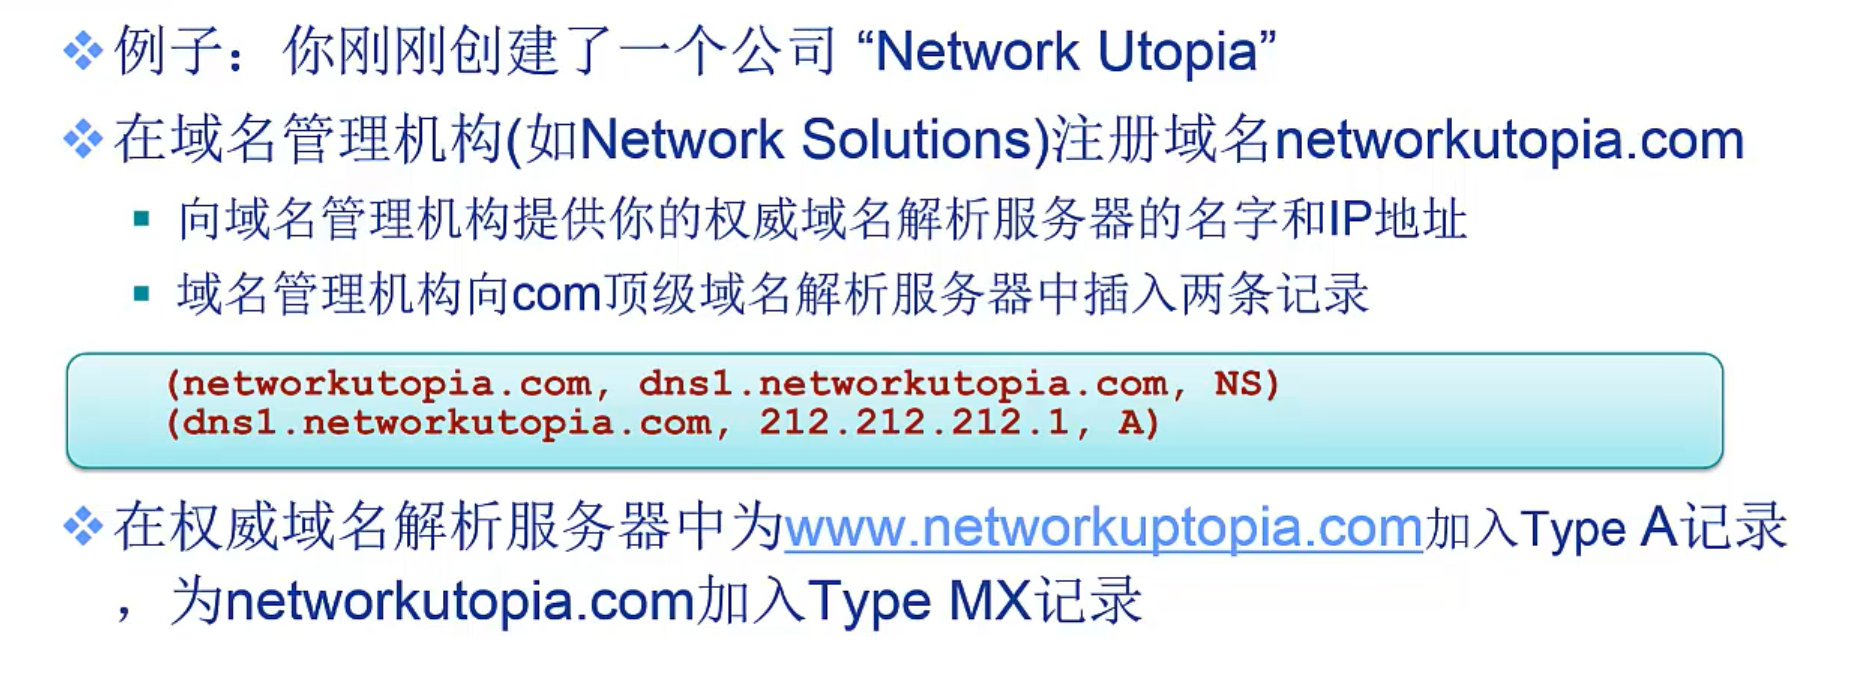 例子：你刚刚创建了一个公司 “Network Utopia”
在域名管理机构(如Network Solutions)注册域名networkutopia.com
向域名管理机构提供你的权威域名解析服务器的名字和IP地址
域名管理机构向com顶级域名解析服务器中插入两条记录
(networkutopia.com, dns1.networkutopia.com, NS)
(dns1.networkutopia.com, 212.212.212.1, A)
在权威域名解析服务器中为www.networkuptopia.com加入Type A记录
，为networkutopia.com加入Type MX记录